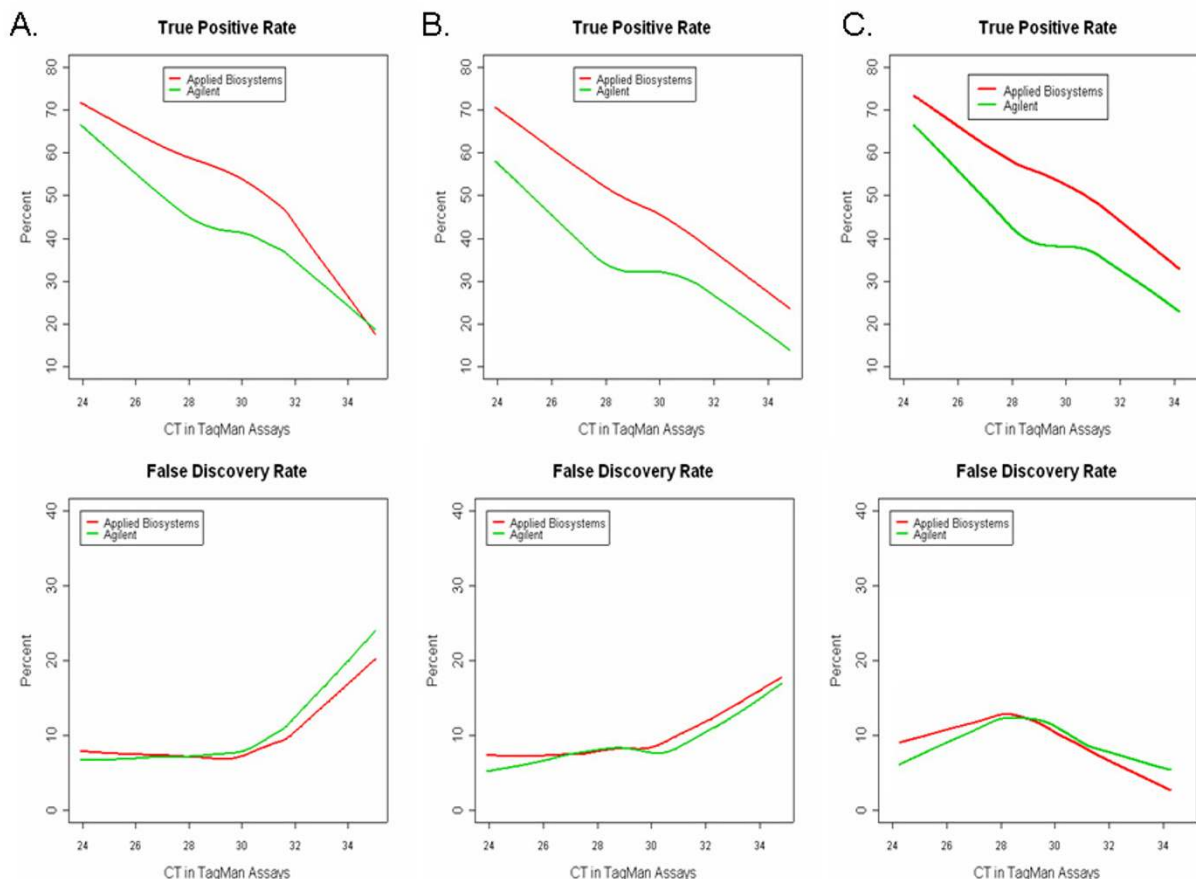 A.
True Positive Rate
Applied Biosystems
Agilent
Percent
80
70
60
50
40
30
20
10
24 26 28 30 32 34
CT in TaqMan Assays
B.
True Positive Rate
Applied Biosystems
Agilent
Percent
80
70
60
50
40
30
20
10
24 26 28 30 32 34
CT in TaqMan Assays
C.
True Positive Rate
Applied Biosystems
Agilent
Percent
80
70
60
50
40
30
20
10
24 26 28 30 32 34
CT in TaqMan Assays
False Discovery Rate
Applied Biosystems
Agilent
Percent
40
30
20
10
0
24 26 28 30 32 34
CT in TaqMan Assays
False Discovery Rate
Applied Biosystems
Agilent
Percent
40
30
20
10
0
24 26 28 30 32 34
CT in TaqMan Assays
False Discovery Rate
Applied Biosystems
Agilent
Percent
40
30
20
10
0
24 26 28 30 32 34
CT in TaqMan Assays